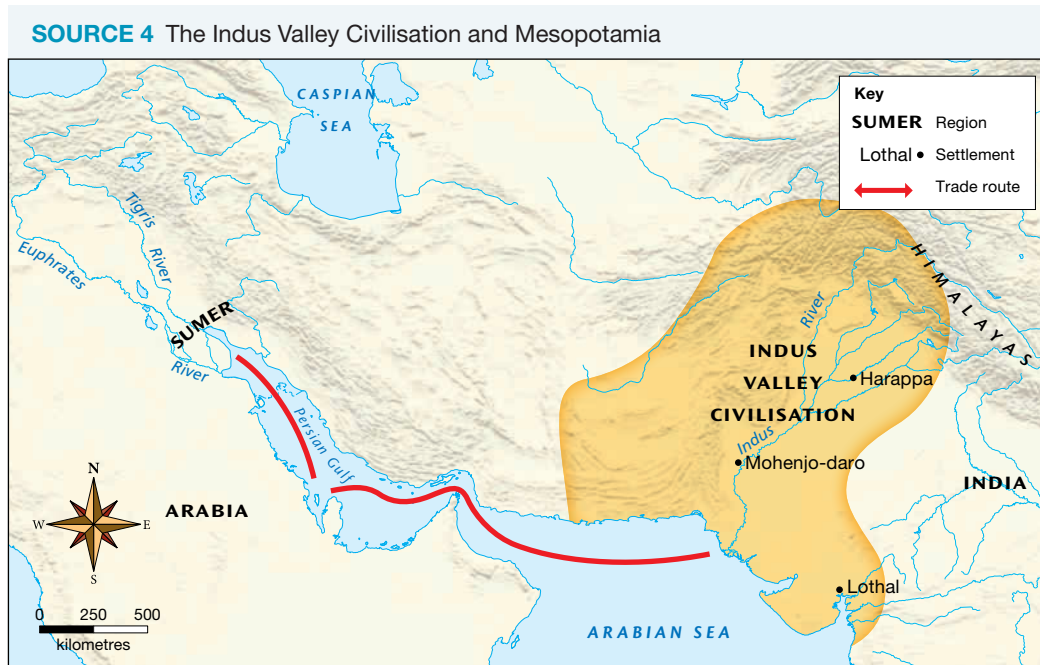 SOURCE 4 The Indus Valley Civilisation and Mesopotamia
CASPIAN
SEA
Key
SUMER Region
Lothal Settlement
Trade route
Tigris
River
Euphrates
River
SUMER
HIMALAYAS
River
INDUS
VALLEY
CIVILISATION
Harappa
Indus
Mohenjo-daro
Persian Gulf
INDIA
ARABIA
N
W E
S
Lothal
0 250 500
kilometres
ARABIAN SEA